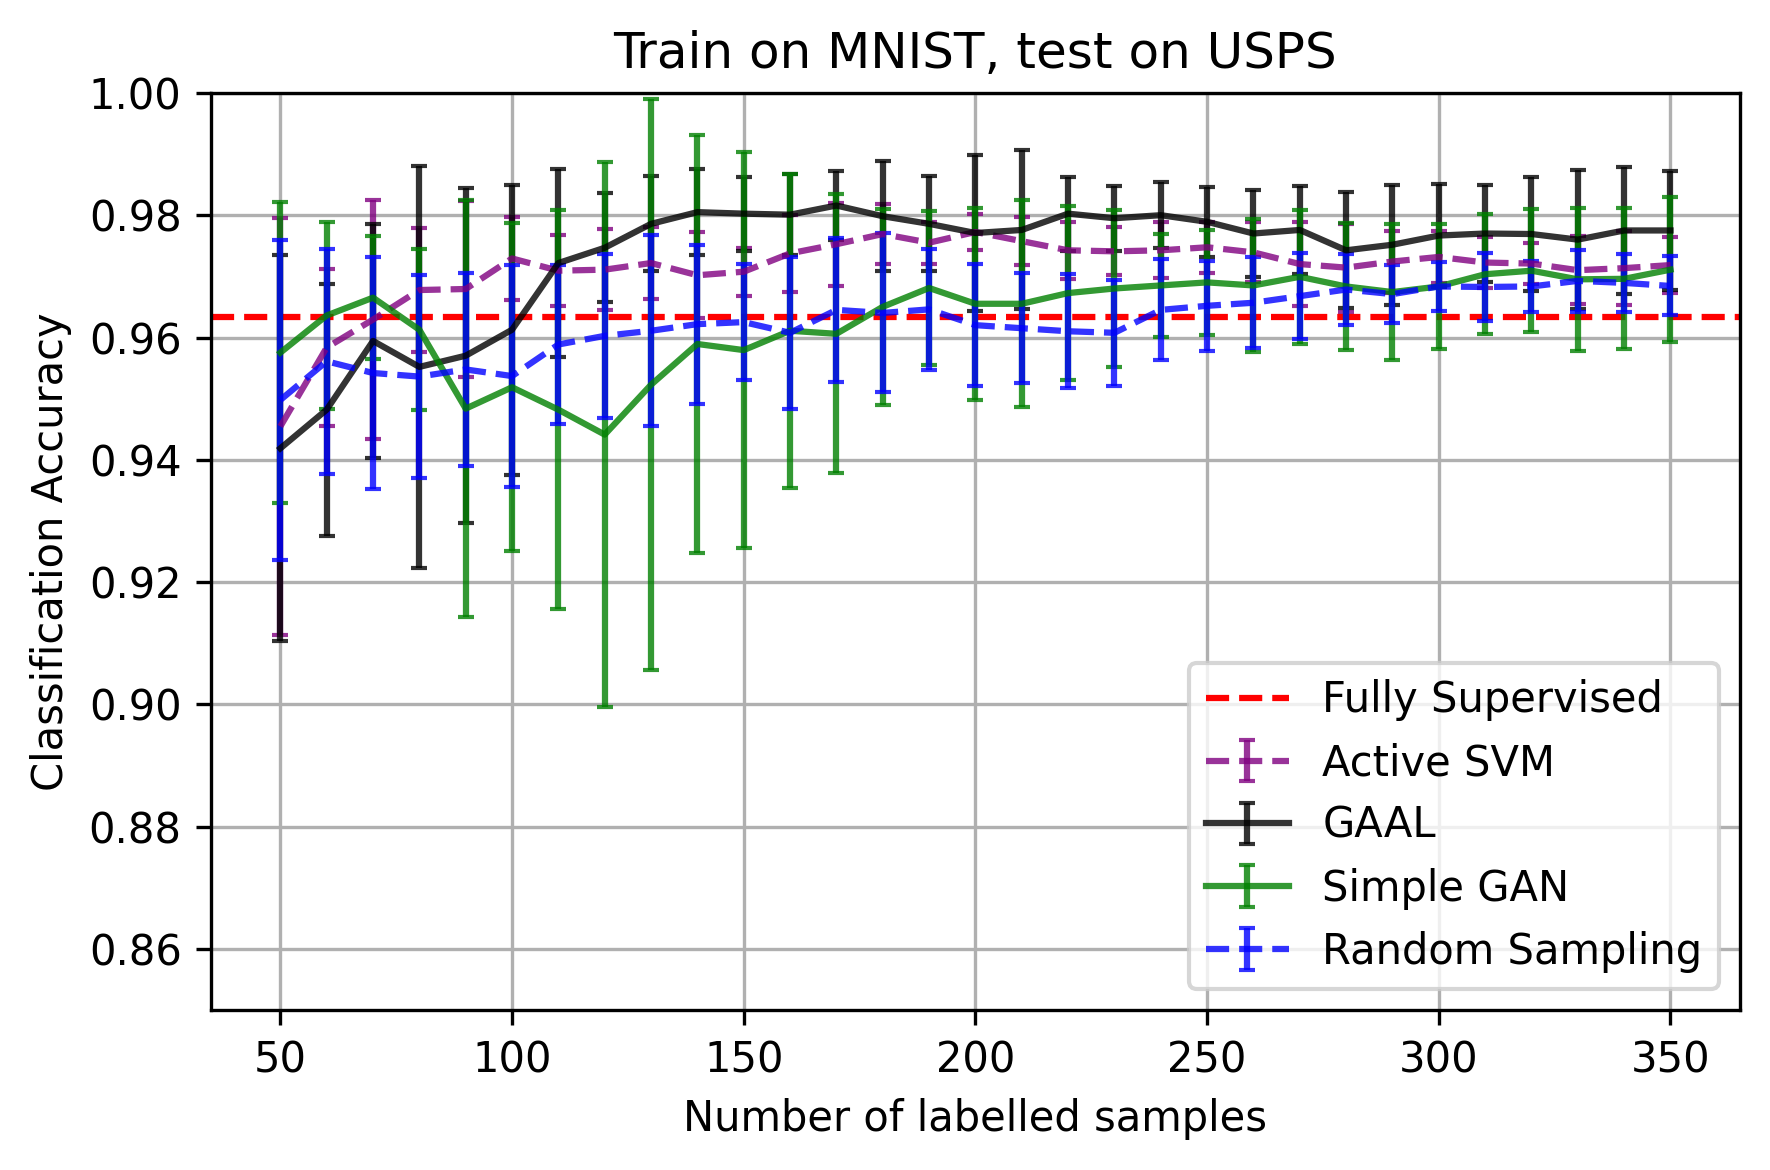 Train on MNIST, test on USPS
Classification Accuracy
1.00
0.98
0.96
0.94
0.92
0.90
0.88
0.86
Fully Supervised
Active SVM
GAAL
Simple GAN
Random Sampling
50 100 150 200 250 300 350
Number of labelled samples